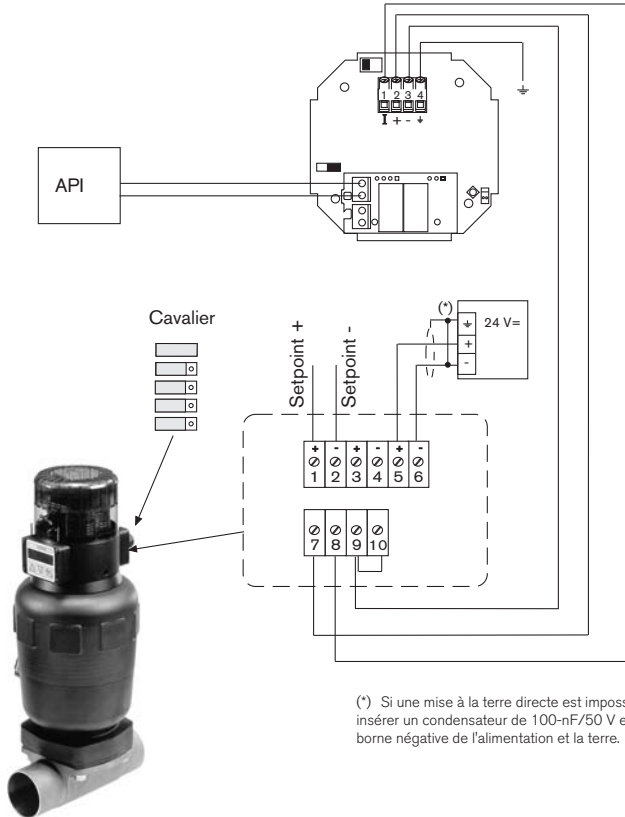 1 2 3 4
I + - ⏚
API
(*)
24 V=
+
-
Cavalier
Setpoint +
Setpoint -
+ - + - + -
1 2 3 4 5 6
7 8 9 10
(*) Si une mise à la terre directe est imposs
insérer un condensateur de 100-nF/50 V e
borne négative de l'alimentation et la terre.